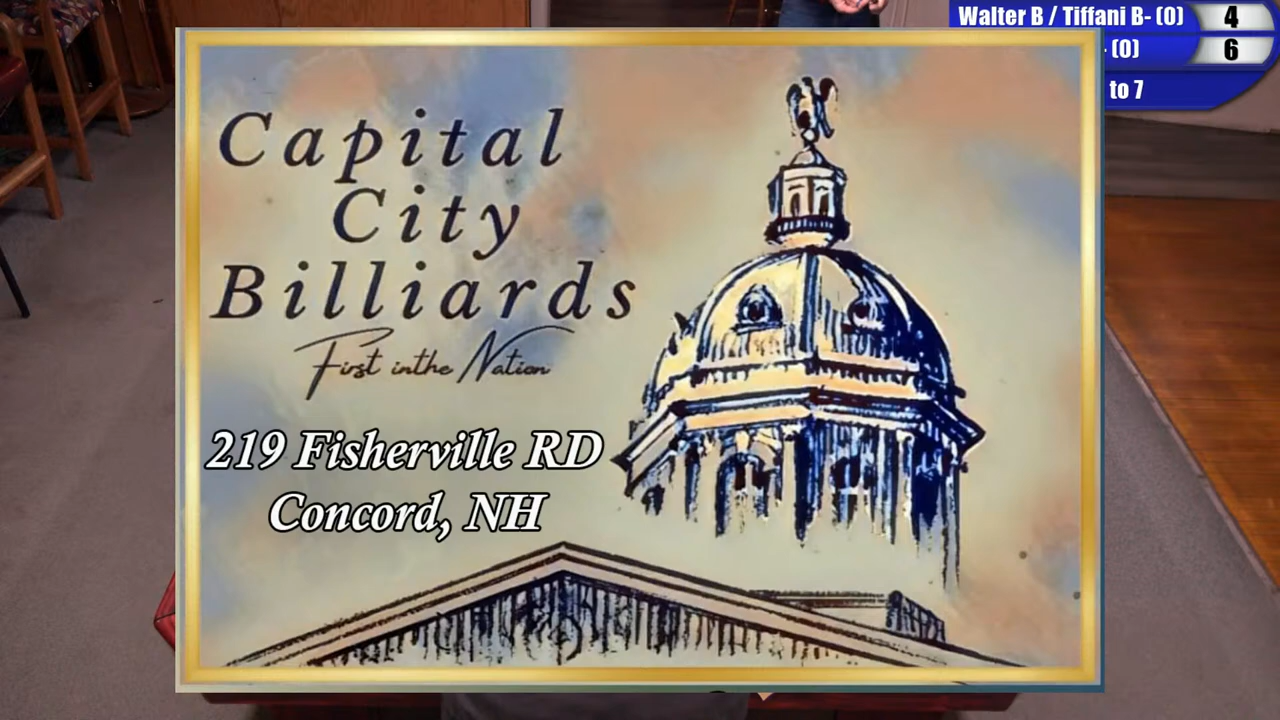 Walter B / Tiffani B- (0) 4
- (0) 6
to 7
Capital
City
Billiards
First in the Nation
219 Fisherville RD
Concord, NH